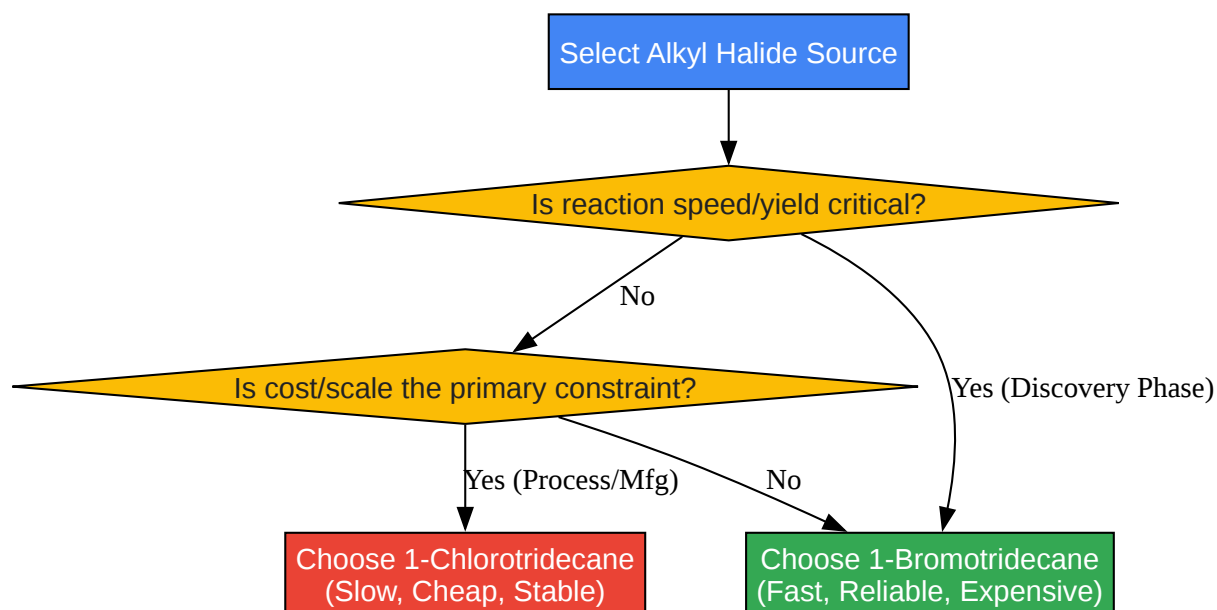 Select Alkyl Halide Source
Is reaction speed/yield critical?
No
Is cost/scale the primary constraint?
Yes (Discovery Phase)
Yes (Process/Mfg)
No
Choose 1-Chlorotridecane
(Slow, Cheap, Stable)
Choose 1-Bromotridecane
(Fast, Reliable, Expensive)